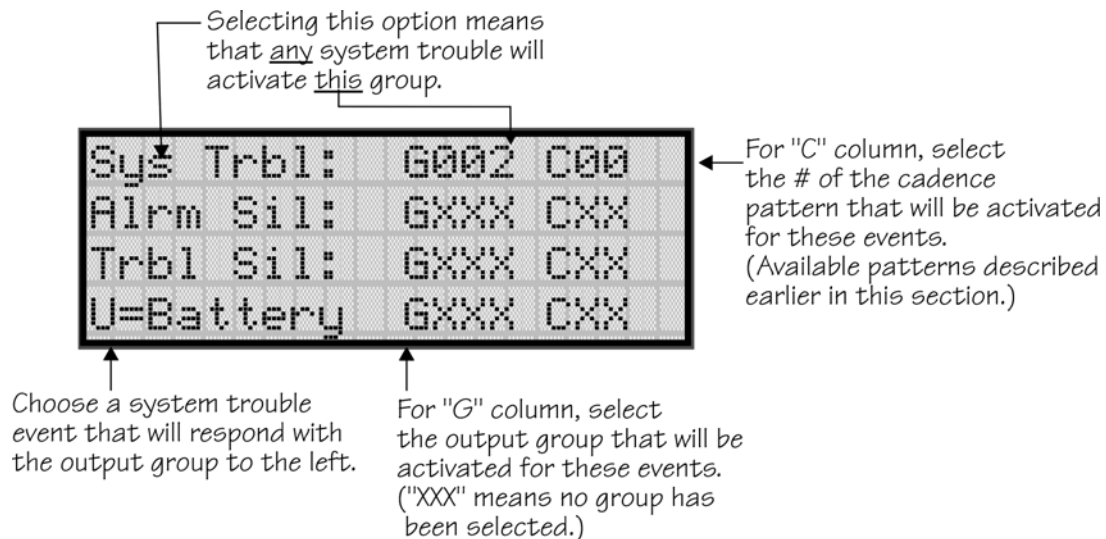 Selecting this option means
that any system trouble will
activate this group.
Sys Trbl: G002 C00
Alrm Sil: GXXX CXX
Trbl Sil: GXXX CXX
U=Battery GXXX CXX
For "C" column, select
the # of the cadence
pattern that will be activated
for these events.
(Available patterns described
earlier in this section.)
Choose a system trouble
event that will respond with
the output group to the left.
For "G" column, select
the output group that will be
activated for these events.
("XXX" means no group has
been selected.)